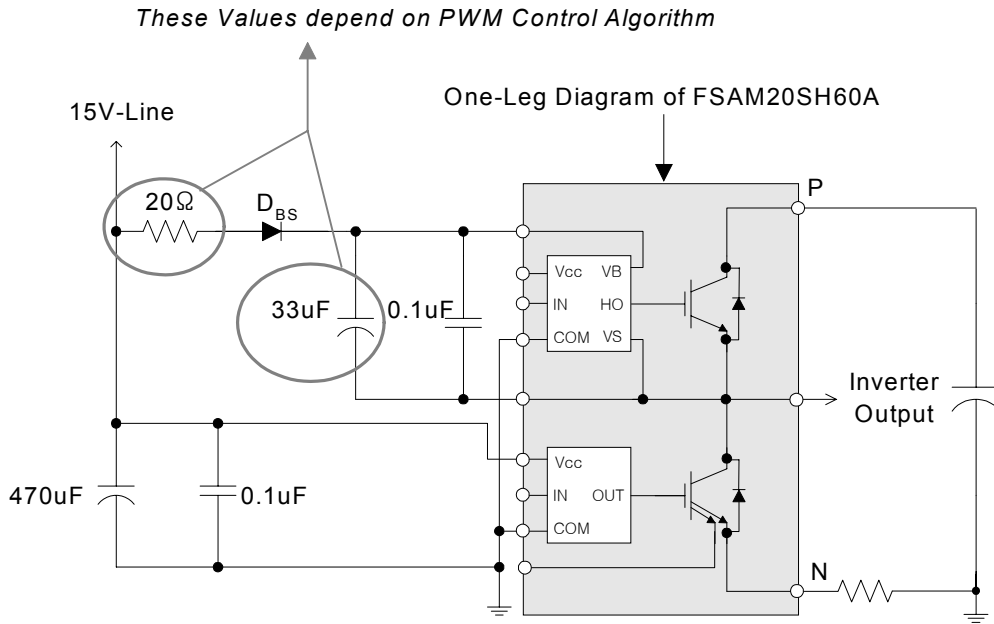 These Values depend on PWM Control Algorithm
One-Leg Diagram of FSAM20SH60A
15V-Line
P
20Ω
DBS
Vcc VB
33uF
0.1uF
IN HO
COM VS
Inverter
Output
Vcc
470uF
0.1uF
IN OUT
COM
N